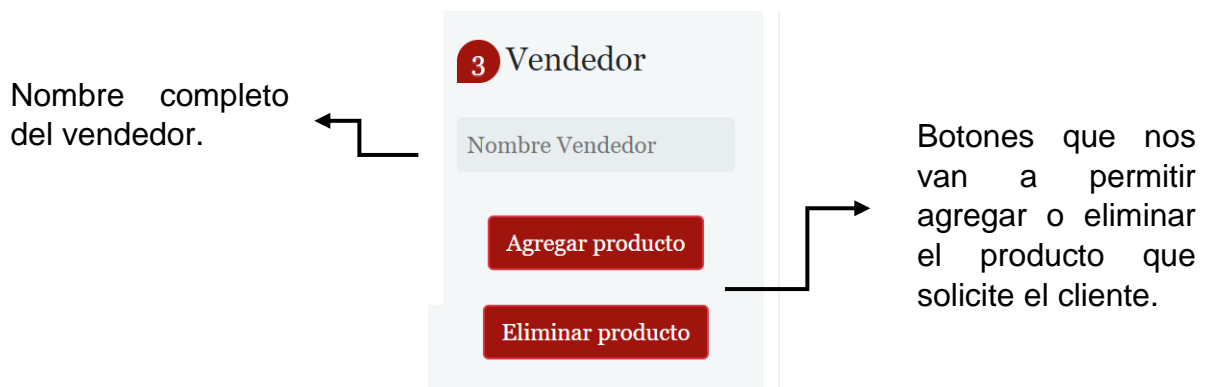 Nombre completo
del vendedor.
3 Vendedor
Nombre Vendedor
Agregar producto
Eliminar producto
Botones que nos
van a permitir
agregar o eliminar
el producto que
solicite el cliente.